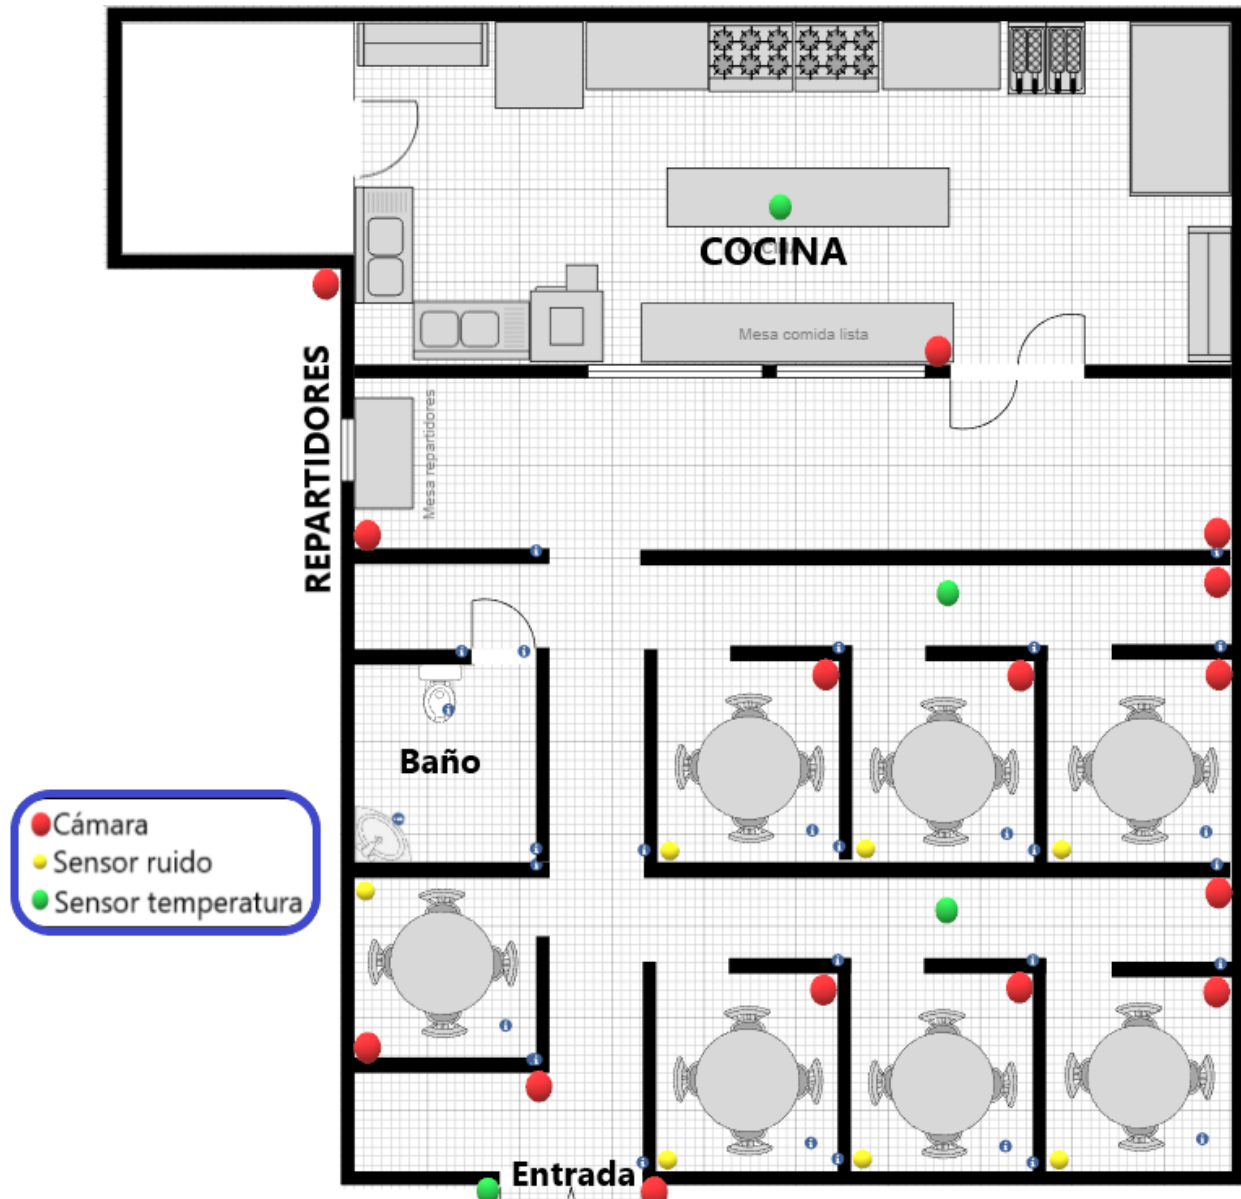 COCINA
Mesa comida lista
REPARTIDORES
Mesa repartidores
Baño
Cámara
Sensor ruido
Sensor temperatura
Entrada